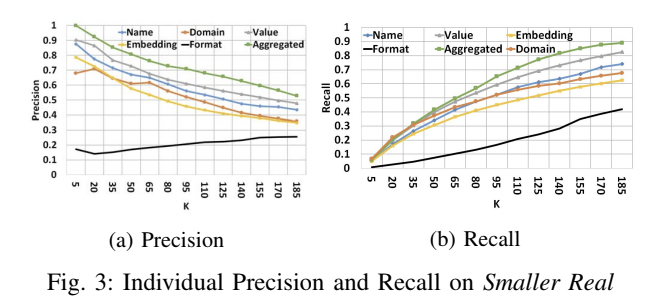 1
0.9
0.8
0.7
0.6
0.5
0.4
0.3
0.2
0.1
0
Precision
Name Domain Value
Embedding Format Aggregated
5 20 35 50 65 80 95 110 125 140 155 170 185
K
(a) Precision
1
0.9
0.8
0.7
0.6
0.5
0.4
0.3
0.2
0.1
0
Recall
Name Value Embedding
Format Aggregated Domain
5 20 35 50 65 80 95 110 125 140 155 170 185
K
(b) Recall
Fig. 3: Individual Precision and Recall on Smaller Real